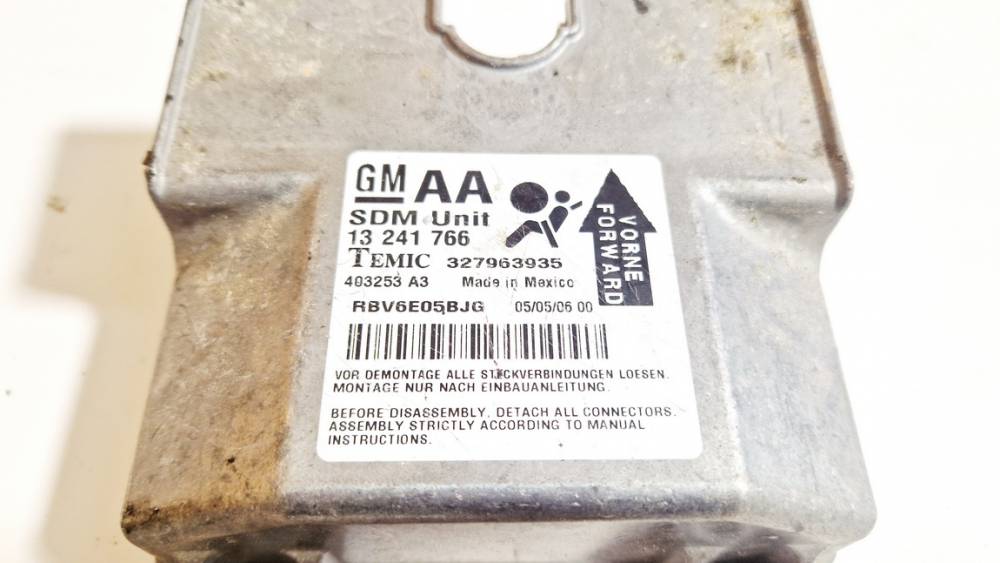 GM AA
SDM Unit
13 241 766
TEMIC 327963935
403253 A3 Made in Mexico
RBV6E05BJG 05/05/06 00
VORNE
FORWARD
VOR DEMONTAGE ALLE STECKVERBINDUNGEN LOESEN.
MONTAGE NUR NACH EINBAUANLEITUNG.
BEFORE DISASSEMBLY, DETACH ALL CONNECTORS.
ASSEMBLY STRICTLY ACCORDING TO MANUAL
INSTRUCTIONS.